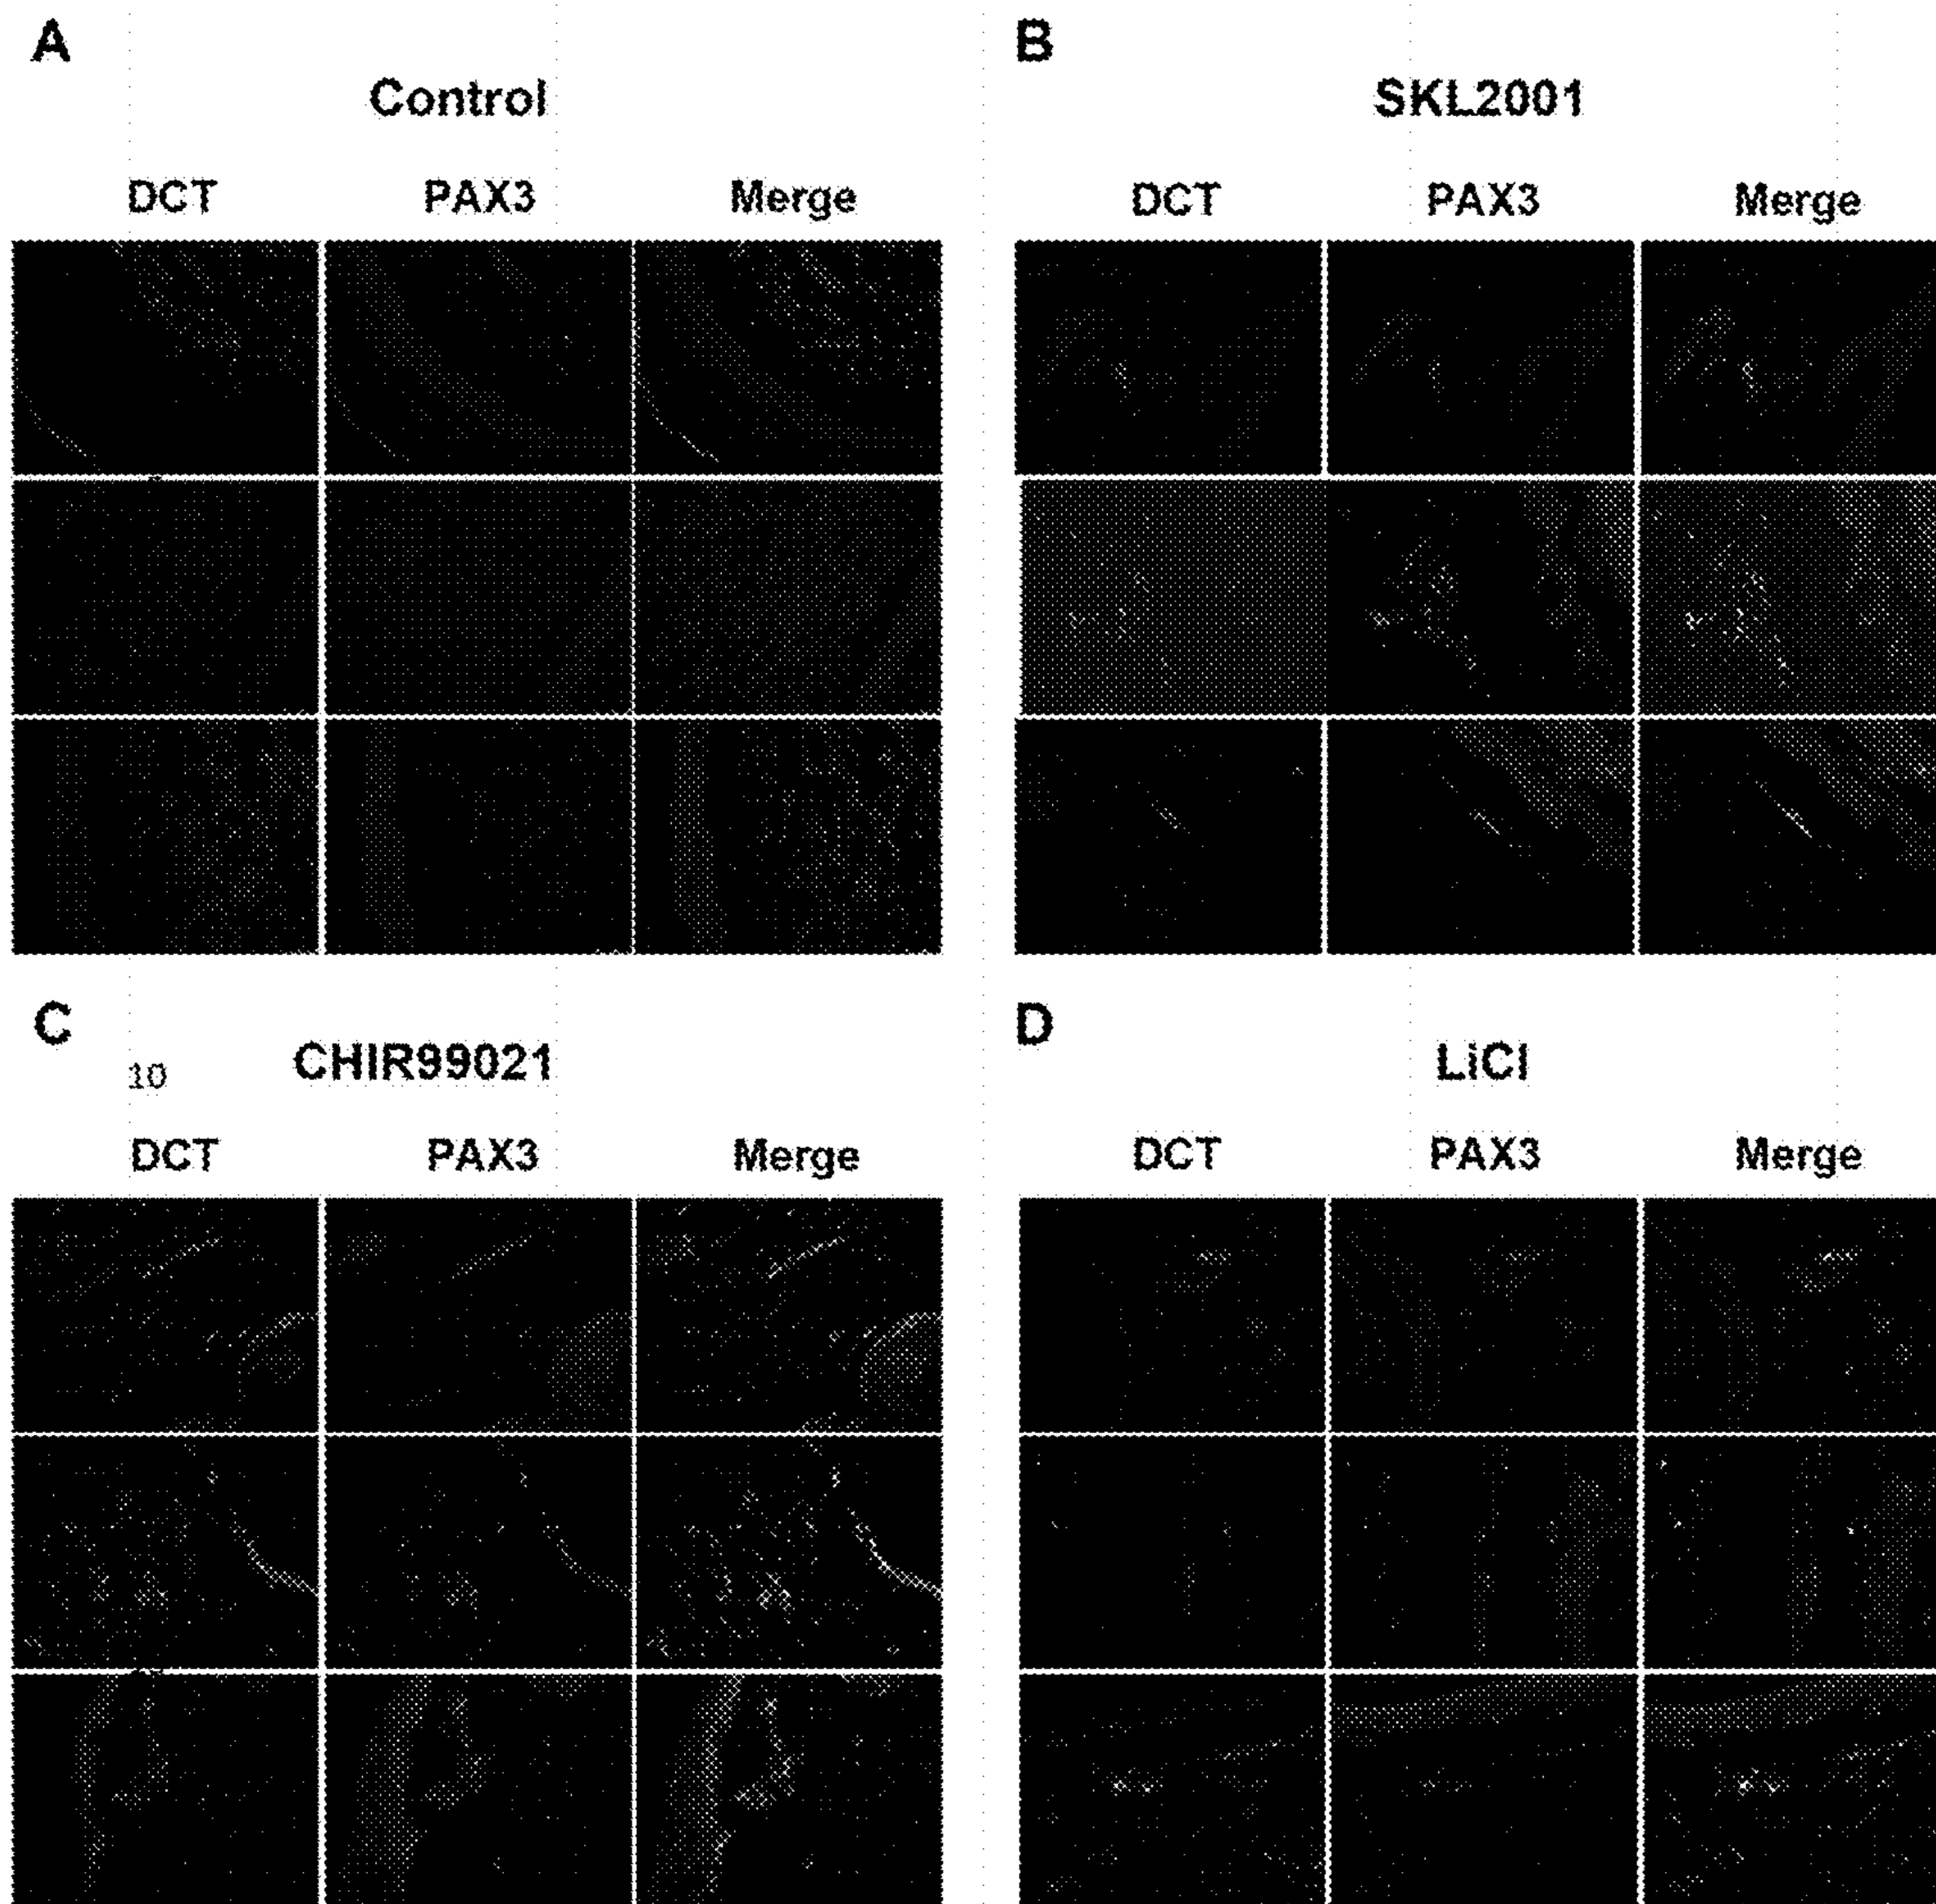 A
B
Control
SKL2001
DCT PAX3 Merge
DCT PAX3 Merge
C
D
10
CHIR99021
LiCl
DCT PAX3 Merge
DCT PAX3 Merge